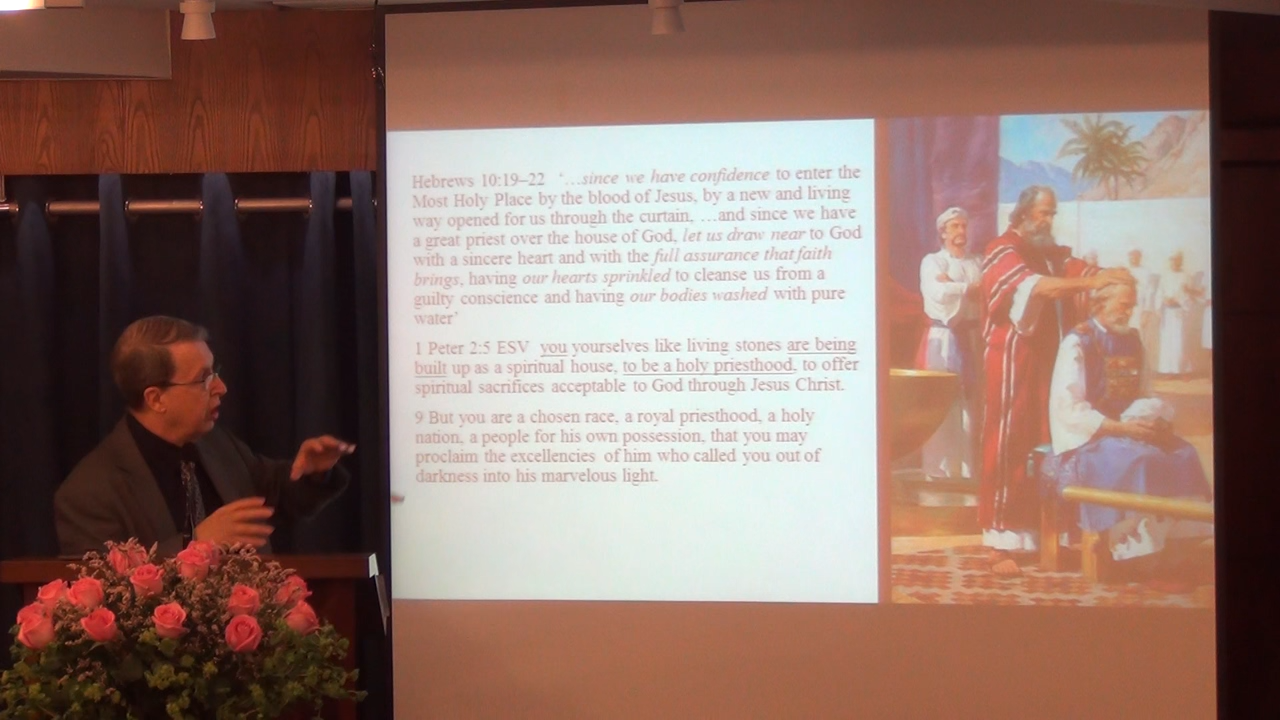 Hebrews 10:19–22 ‘…since we have confidence to enter the
Most Holy Place by the blood of Jesus, by a new and living
way opened for us through the curtain, …and since we have
a great priest over the house of God, let us draw near to God
with a sincere heart and with the full assurance that faith
brings, having our hearts sprinkled to cleanse us from a
guilty conscience and having our bodies washed with pure
water’
1 Peter 2:5 ESV you yourselves like living stones are being
built up as a spiritual house, to be a holy priesthood, to offer
spiritual sacrifices acceptable to God through Jesus Christ.
9 But you are a chosen race, a royal priesthood, a holy
nation, a people for his own possession, that you may
proclaim the excellencies of him who called you out of
darkness into his marvelous light.